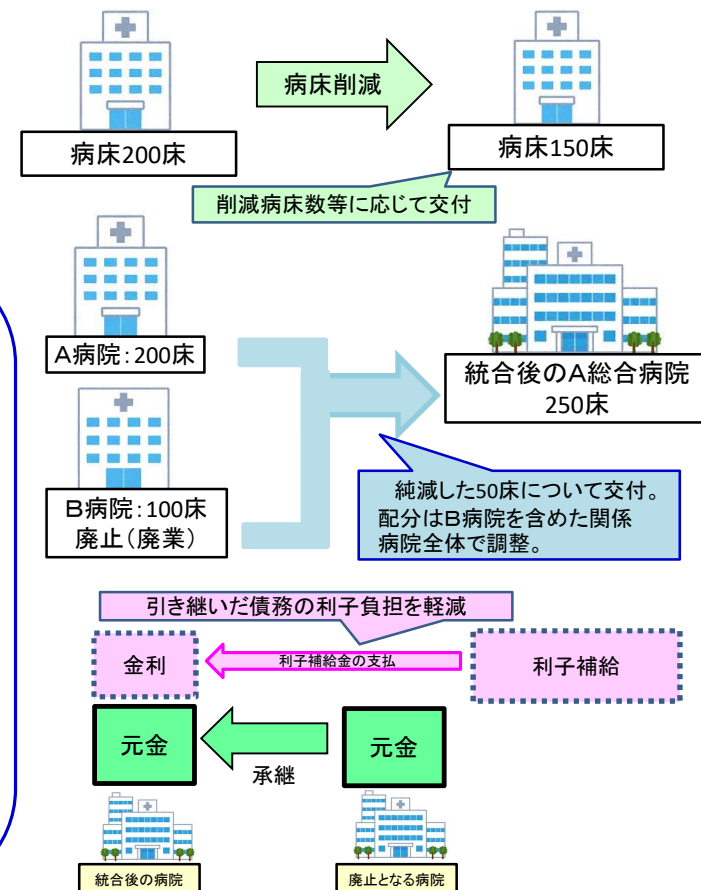 病床削減
病床200床
病床150床
削減病床数等に応じて交付
A病院:200床
B病院:100床
廃止(廃業)
統合後のA総合病院
250床
純減した50床について交付。
配分はB病院を含めた関係
病院全体で調整。
引き継いだ債務の利子負担を軽減
金利
利子補給金の支払
利子補給
元金
承継
元金
統合後の病院
廃止となる病院